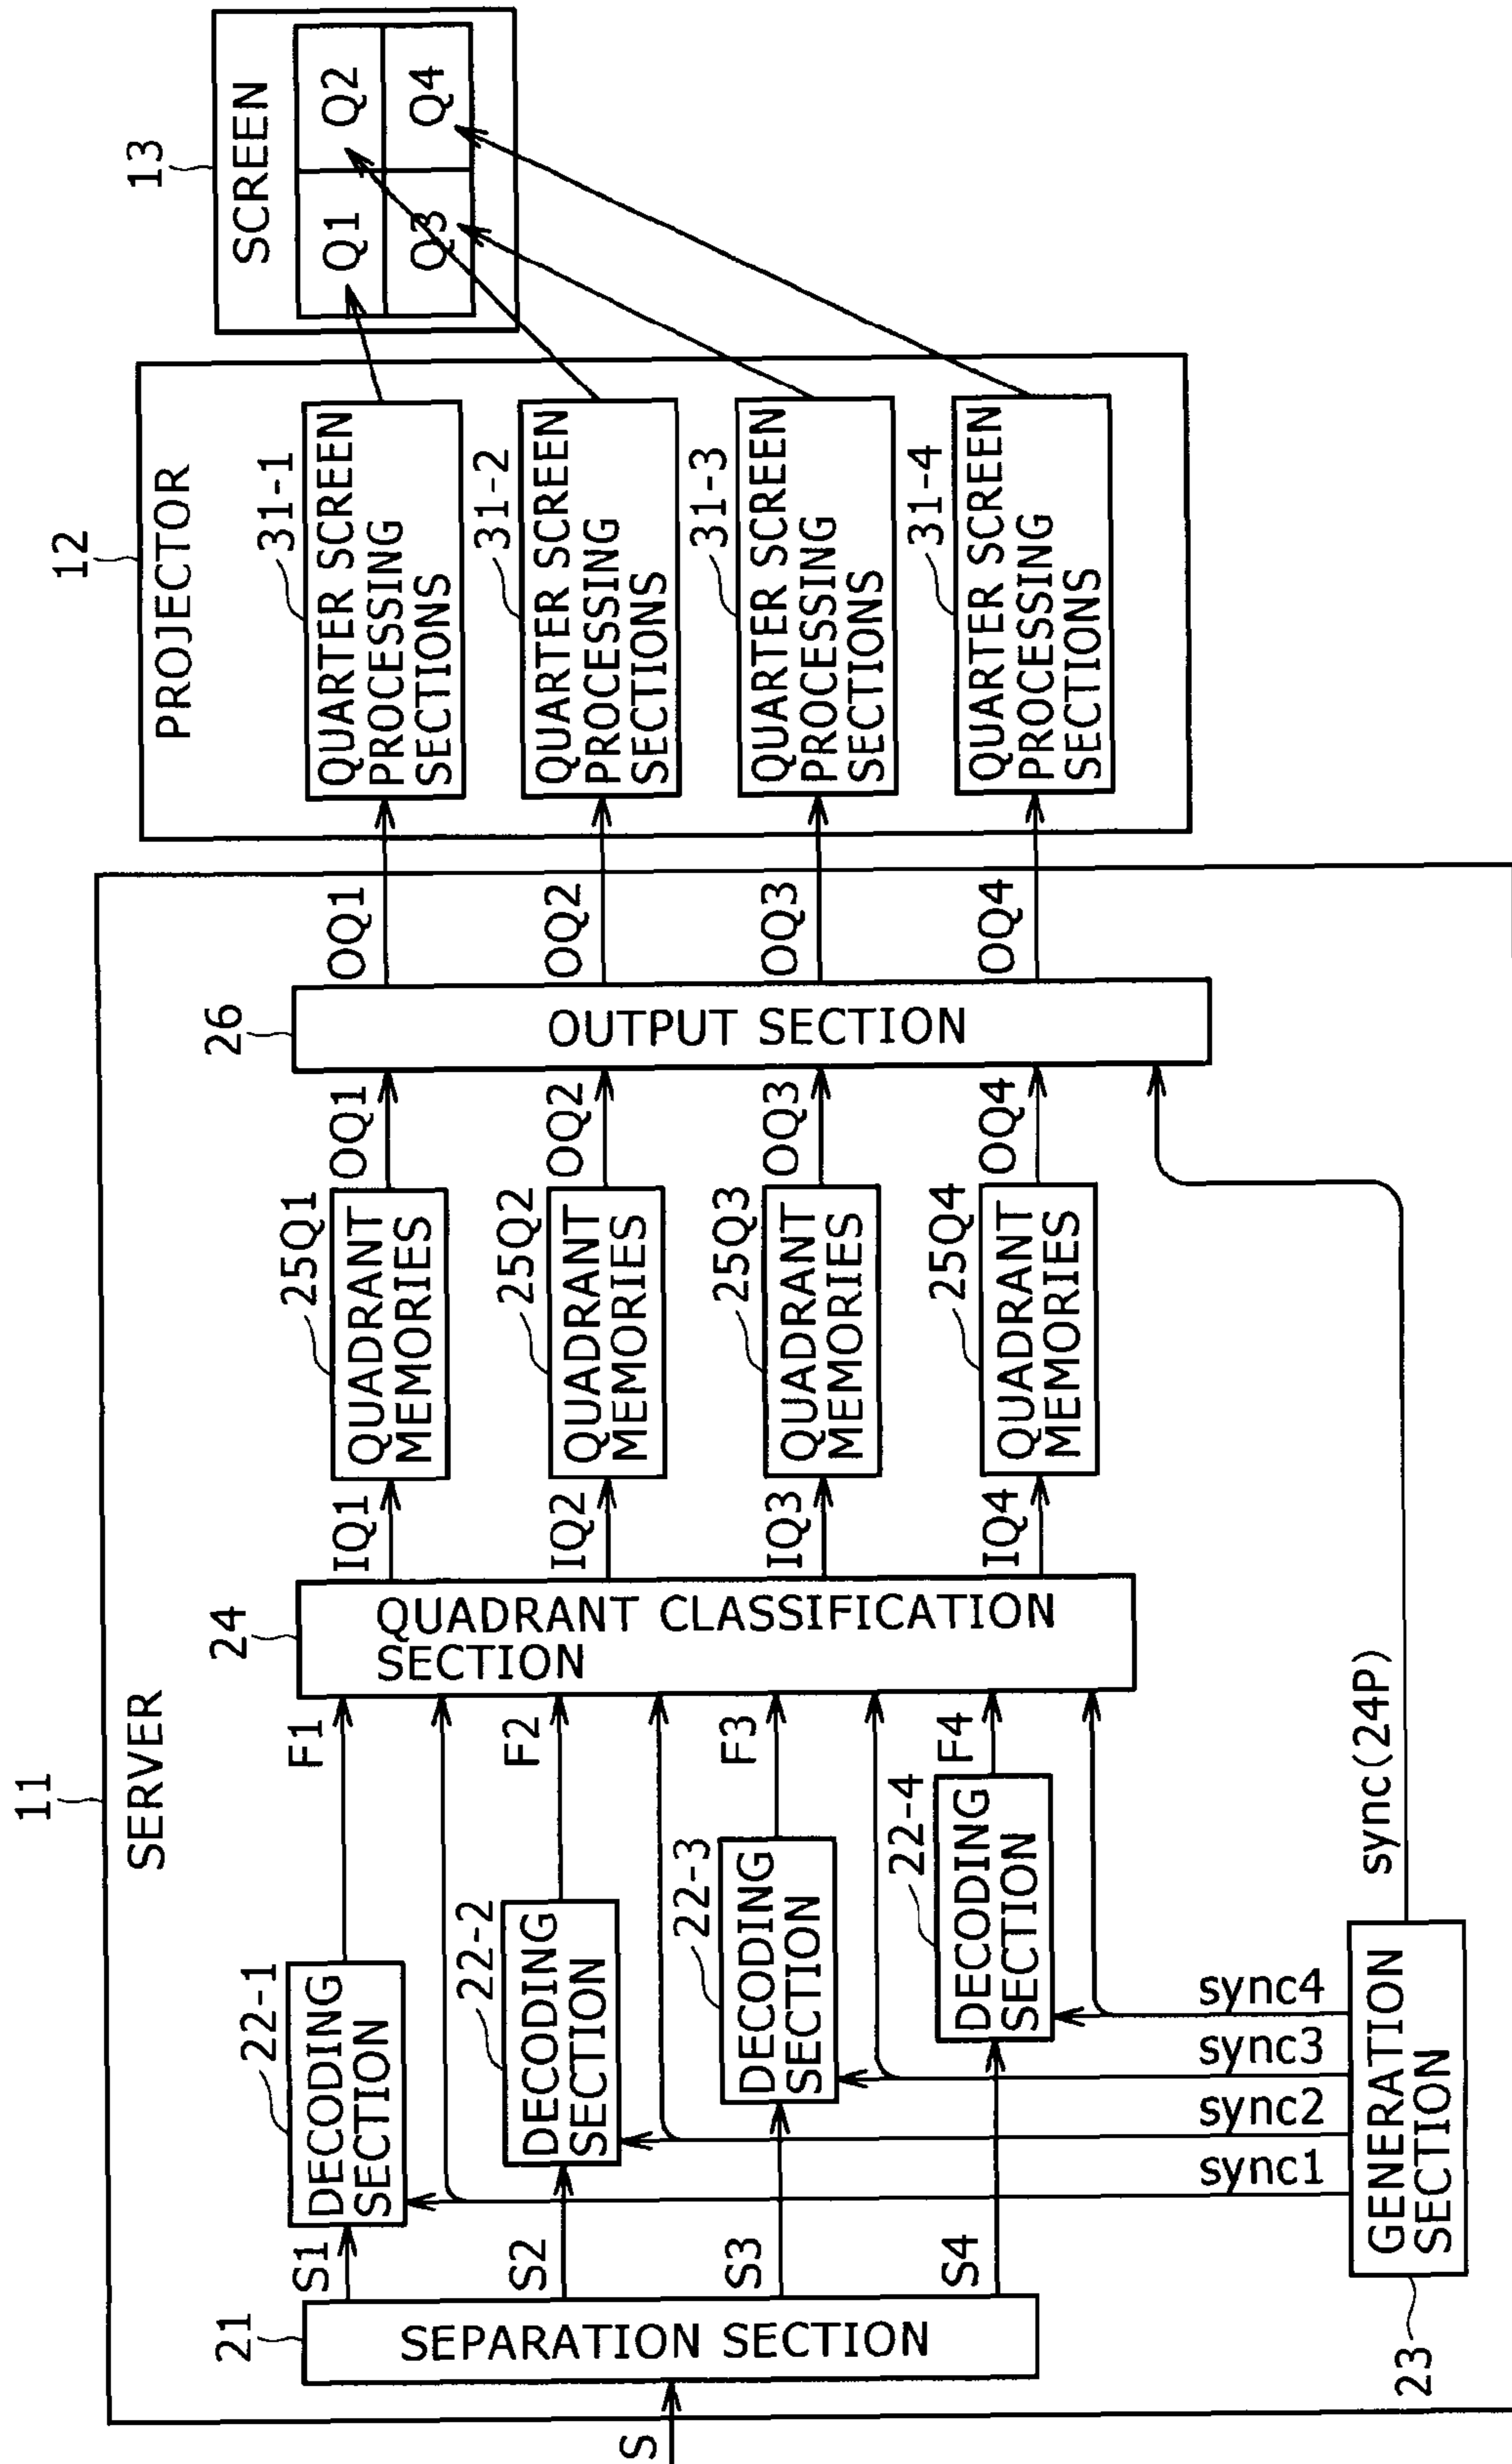 11
SERVER
S
21
SEPARATION SECTION
S1
S2
S3
S4
22-1
DECODING
SECTION
22-2
DECODING
SECTION
22-3
DECODING
SECTION
22-4
DECODING
SECTION
F1
F2
F3
F4
23
GENERATION
SECTION
sync1
sync2
sync3
sync4
sync(24P)
24
QUADRANT CLASSIFICATION
SECTION
IQ1
IQ2
IQ3
IQ4
25Q1
QUADRANT
MEMORIES
25Q2
QUADRANT
MEMORIES
25Q3
QUADRANT
MEMORIES
25Q4
QUADRANT
MEMORIES
OQ1
OQ2
OQ3
OQ4
26
OUTPUT SECTION
OQ1
OQ2
OQ3
OQ4
12
PROJECTOR
31-1
QUARTER SCREEN
PROCESSING
SECTIONS
31-2
QUARTER SCREEN
PROCESSING
SECTIONS
31-3
QUARTER SCREEN
PROCESSING
SECTIONS
31-4
QUARTER SCREEN
PROCESSING
SECTIONS
13
SCREEN
Q1 Q2
Q3 Q4